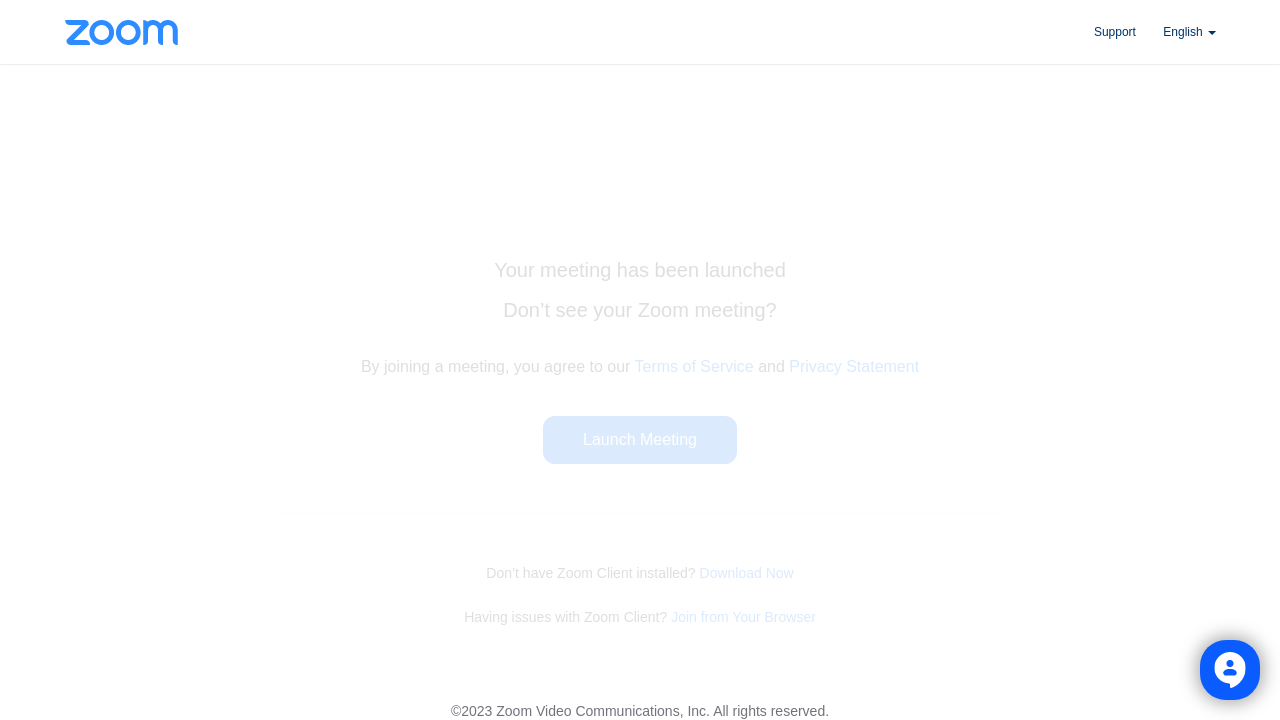 zoom
Support
English
Your meeting has been launched
Don’t see your Zoom meeting?
By joining a meeting, you agree to our Terms of Service and Privacy Statement
Launch Meeting
Don’t have Zoom Client installed? Download Now
Having issues with Zoom Client? Join from Your Browser
©2023 Zoom Video Communications, Inc. All rights reserved.